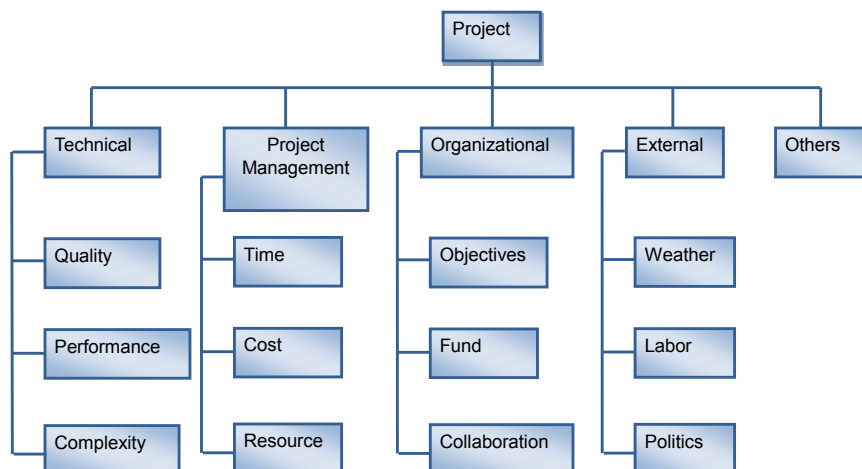 Project
Technical
Project
Management
Organizational
External
Others
Quality
Time
Objectives
Weather
Performance
Cost
Fund
Labor
Complexity
Resource
Collaboration
Politics